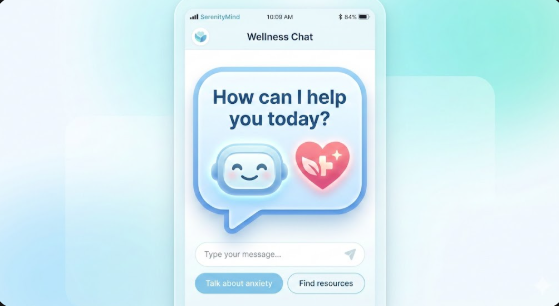 SerenityMind 10:09 AM 84%
Wellness Chat
How can I help
you today?
Type your message...
Talk about anxiety Find resources